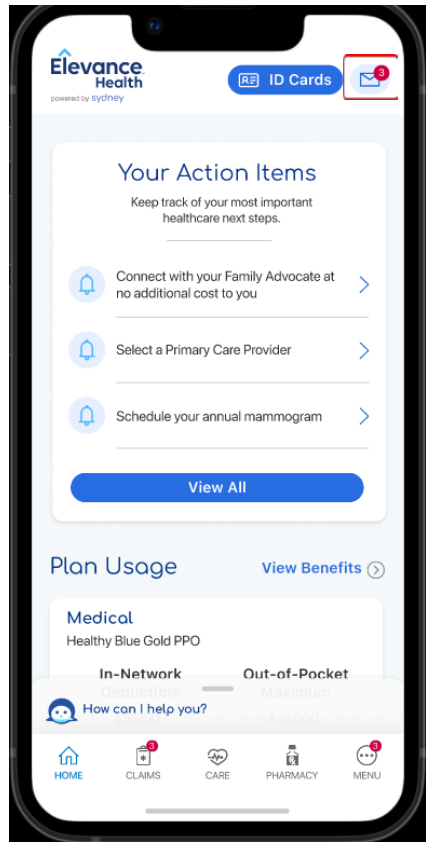 Elevance
Health
powered by sydney
ID Cards
3
Your Action Items
Keep track of your most important
healthcare next steps.
Connect with your Family Advocate at
no additional cost to you
Select a Primary Care Provider
Schedule your annual mammogram
View All
Plan Usage
View Benefits
Medical
Healthy Blue Gold PPO
In-Network
Out-of-Pocket
Deductible
Maximum
How can I help you?
3
3
HOME
CLAIMS
CARE
PHARMACY
MENU